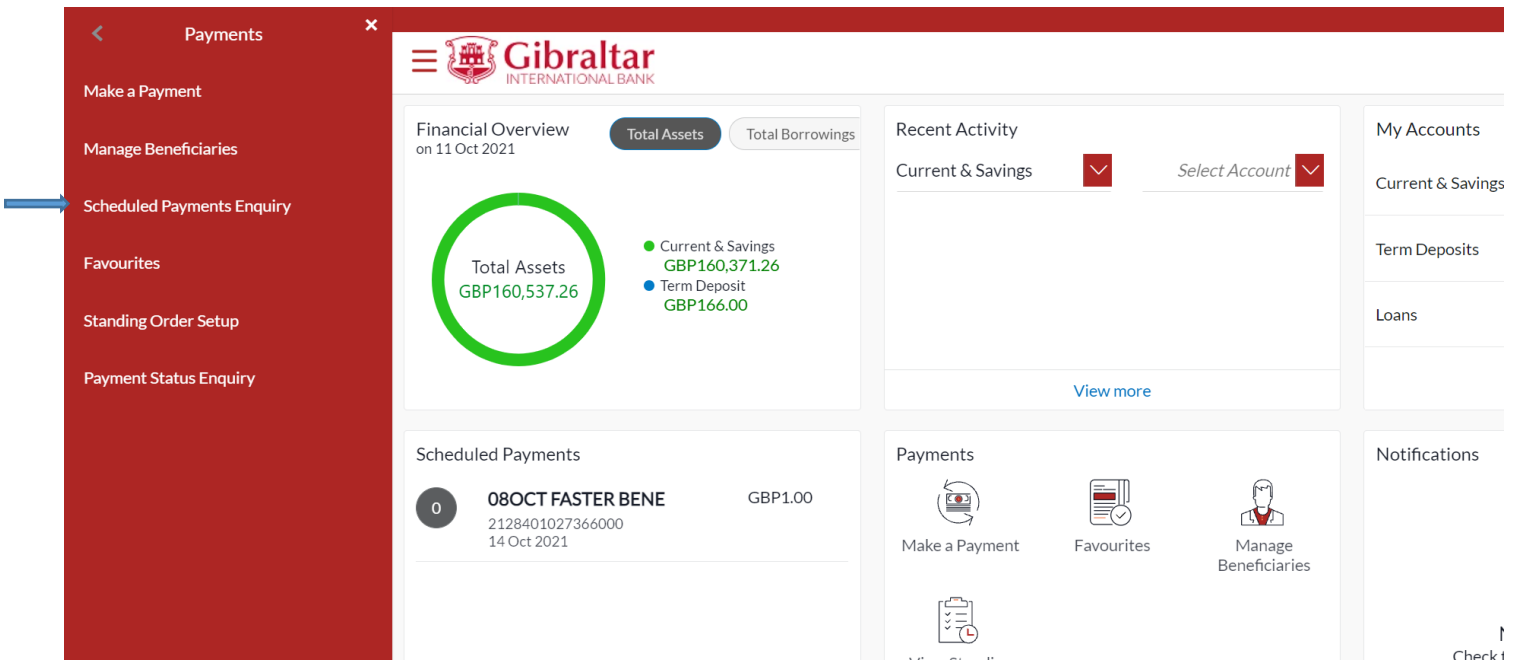 Payments
Make a Payment
Manage Beneficiaries
Scheduled Payments Enquiry
Favourites
Standing Order Setup
Payment Status Enquiry
Gibraltar
INTERNATIONAL BANK
Financial Overview
on 11 Oct 2021
Total Assets
Total Borrowings
Total Assets
GBP160,537.26
Current & Savings
GBP160,371.26
Term Deposit
GBP166.00
Recent Activity
Current & Savings
Select Account
View more
My Accounts
Current & Savings
Term Deposits
Loans
Scheduled Payments
0
08OCT FASTER BENE
GBP1.00
2128401027366000
14 Oct 2021
Payments
Make a Payment
Favourites
Manage
Beneficiaries
Notifications
Check